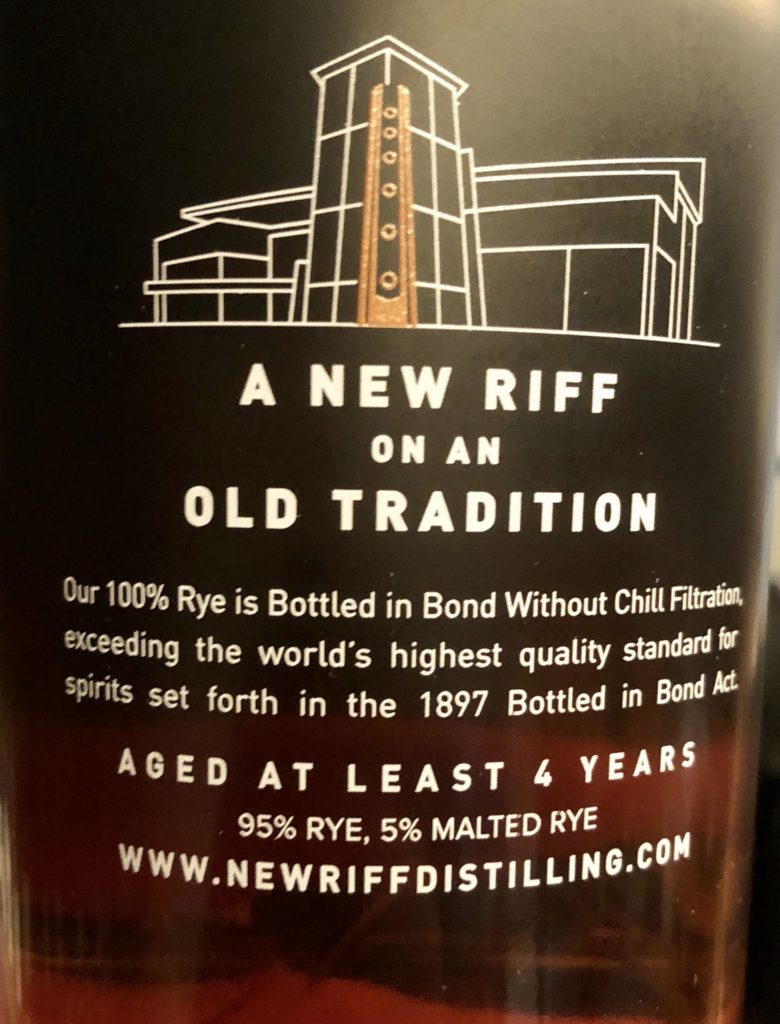 A NEW RIFF
ON AN
OLD TRADITION
Our 100% Rye is Bottled in Bond Without Chill Filtration,
exceeding the world's highest quality standard for
spirits set forth in the 1897 Bottled in Bond Act.
AGED AT LEAST 4 YEARS
95% RYE, 5% MALTED RYE
WWW.NEWRIFFDISTILLING.COM